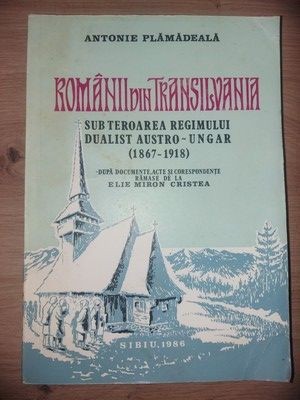 ANTONIE PLĂMĂDEALĂ
ROMÂNII DIN TRANSILVANIA
SUB TEROAREA REGIMULUI
DUALIST AUSTRO-UNGAR
(1867-1918)
-DUPĂ DOCUMENTE, ACTE ȘI CORESPONDENȚE
RĂMASE DE LA
ELIE MIRON CRISTEA
SIBIU, 1986